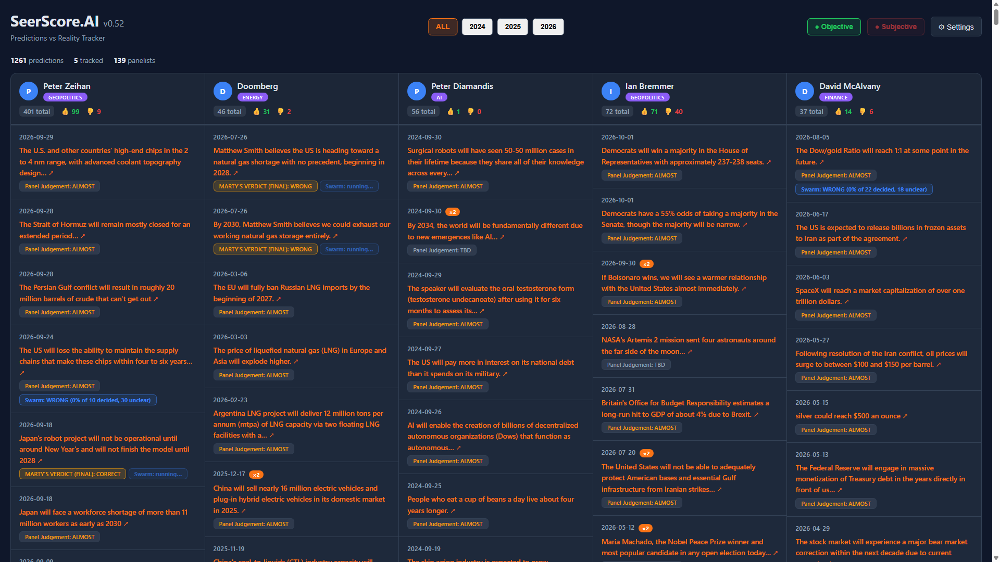 SeerScore.AI v0.52
Predictions vs Reality Tracker
ALL 2024 2025 2026
● Objective ● Subjective ⚙ Settings
1261 predictions 5 tracked 139 panelists
P Peter Zeihan
GEOPOLITICS
401 total 👍 99 👎 9
2026-09-29
The U.S. and other countries' high-end chips in the 2
to 4 nm range, with advanced coolant topography
design... ↗
Panel Judgement: ALMOST
2026-09-28
The Strait of Hormuz will remain mostly closed for an
extended period... ↗
Panel Judgement: ALMOST
2026-09-28
The Persian Gulf conflict will result in roughly 20
million barrels of crude that can't get out ↗
Panel Judgement: ALMOST
2026-09-24
The US will lose the ability to maintain the supply
chains that make these chips within four to six years...
↗
Panel Judgement: ALMOST
Swarm: WRONG (0% of 10 decided, 30 unclear)
2026-09-18
Japan's robot project will not be operational until
around New Year's and will not finish the model until
2028 ↗
MARTY'S VERDICT (FINAL): CORRECT Swarm: running...
2026-09-18
Japan will face a workforce shortage of more than 11
million workers as early as 2030 ↗
Panel Judgement: ALMOST
2026-09-09
D Doomberg
ENERGY
46 total 👍 31 👎 2
2026-07-26
Matthew Smith believes the US is heading toward a
natural gas shortage with no precedent, beginning in
2028. ↗
MARTY'S VERDICT (FINAL): WRONG Swarm: running...
2026-07-26
By 2030, Matthew Smith believes we could exhaust our
working natural gas storage entirely. ↗
MARTY'S VERDICT (FINAL): WRONG Swarm: running...
2026-03-06
The EU will fully ban Russian LNG imports by the
beginning of 2027. ↗
Panel Judgement: ALMOST
2026-03-03
The price of liquefied natural gas (LNG) in Europe and
Asia will explode higher. ↗
Panel Judgement: ALMOST
2026-02-23
Argentina LNG project will deliver 12 million tons per
annum (mtpa) of LNG capacity via two floating LNG
facilities with a... ↗
Panel Judgement: ALMOST
2025-12-17 ×2
China will sell nearly 16 million electric vehicles and
plug-in hybrid electric vehicles in its domestic market
in 2025. ↗
Panel Judgement: ALMOST
2025-11-19
China's coal-to-liquids (CTL) industry capacity will
P Peter Diamandis
AI
56 total 👍 1 👎 0
2024-09-30
Surgical robots will have seen 50-50 million cases in
their lifetime because they share all of their knowledge
across every... ↗
Panel Judgement: ALMOST
2024-09-30 ×2
By 2034, the world will be fundamentally different due
to new emergences like AI... ↗
Panel Judgement: TBD
2024-09-29
The speaker will evaluate the oral testosterone form
(testosterone undecanoate) after using it for six
months to assess its... ↗
Panel Judgement: ALMOST
2024-09-27
The US will pay more in interest on its national debt
than it spends on its military. ↗
Panel Judgement: ALMOST
2024-09-26
AI will enable the creation of billions of decentralized
autonomous organizations (Dows) that function as
autonomous... ↗
Panel Judgement: ALMOST
2024-09-25
People who eat a cup of beans a day live about four
years longer. ↗
Panel Judgement: ALMOST
2024-09-19
The skin aging industry is expected to grow
I Ian Bremmer
GEOPOLITICS
72 total 👍 71 👎 40
2026-10-01
Democrats will win a majority in the House of
Representatives with approximately 237-238 seats. ↗
Panel Judgement: ALMOST
2026-10-01
Democrats have a 55% odds of taking a majority in the
Senate, though the majority will be narrow. ↗
Panel Judgement: ALMOST
2026-09-30 ×2
If Bolsonaro wins, we will see a warmer relationship
with the United States almost immediately. ↗
Panel Judgement: ALMOST
2026-08-28
NASA's Artemis 2 mission sent four astronauts around
the far side of the moon... ↗
Panel Judgement: TBD
2026-07-31
Britain's Office for Budget Responsibility estimates a
long-run hit to GDP of about 4% due to Brexit. ↗
Panel Judgement: ALMOST
2026-07-20 ×2
The United States will not be able to adequately
protect American bases and essential Gulf
infrastructure from Iranian strikes... ↗
Panel Judgement: ALMOST
2026-05-12 ×2
Maria Machado, the Nobel Peace Prize winner and
most popular candidate in any open election today... ↗
D David McAlvany
FINANCE
37 total 👍 14 👎 6
2026-08-05
The Dow/gold Ratio will reach 1:1 at some point in the
future. ↗
Panel Judgement: ALMOST
Swarm: WRONG (0% of 22 decided, 18 unclear)
2026-06-17
The US is expected to release billions in frozen assets
to Iran as part of the agreement. ↗
Panel Judgement: ALMOST
2026-06-03
SpaceX will reach a market capitalization of over one
trillion dollars. ↗
Panel Judgement: ALMOST
2026-05-27
Following resolution of the Iran conflict, oil prices will
surge to between $100 and $150 per barrel. ↗
Panel Judgement: ALMOST
2026-05-15
silver could reach $500 an ounce ↗
Panel Judgement: ALMOST
2026-05-13
The Federal Reserve will engage in massive
monetization of Treasury debt in the years directly in
front of us... ↗
Panel Judgement: ALMOST
2026-04-29
The stock market will experience a major bear market
correction within the next decade due to current